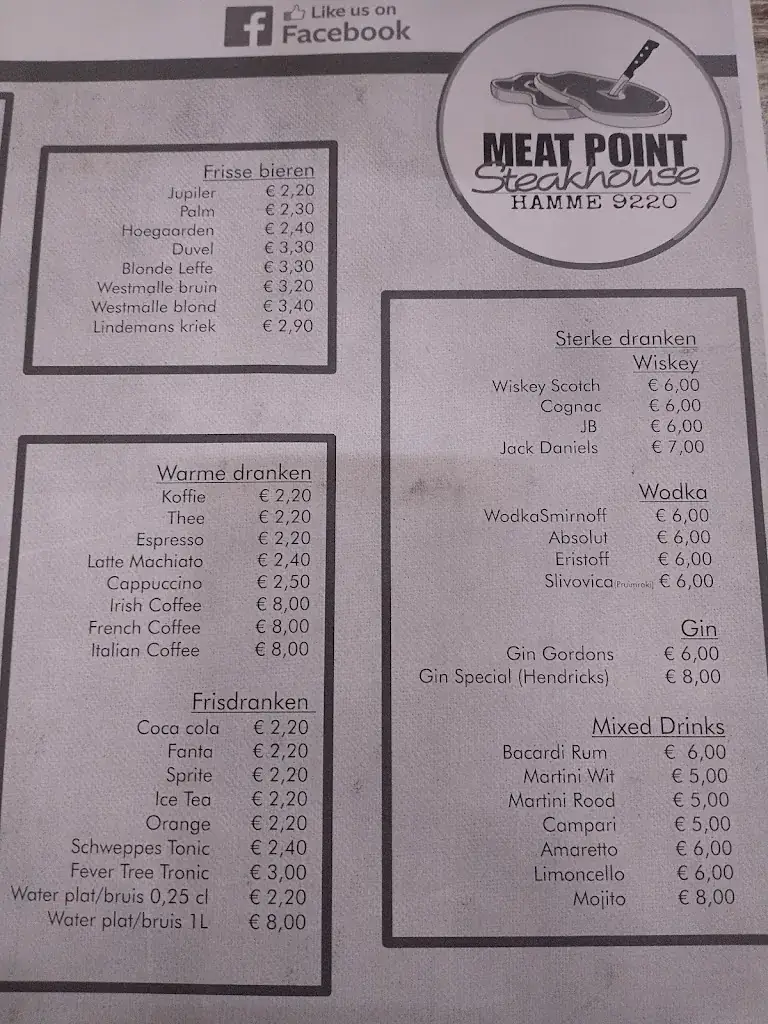 Like us on
Facebook
MEAT POINT
Steakhouse
HAMME 9220
Frisse bieren
Jupiler € 2,20
Palm € 2,30
Hoegaarden € 2,40
Duvel € 3,30
Blonde Leffe € 3,30
Westmalle bruin € 3,20
Westmalle blond € 3,40
Lindemans kriek € 2,90
Warme dranken
Koffie € 2,20
Thee € 2,20
Espresso € 2,20
Latte Machiato € 2,40
Cappuccino € 2,50
Irish Coffee € 8,00
French Coffee € 8,00
Italian Coffee € 8,00
Frisdranken
Coca cola € 2,20
Fanta € 2,20
Sprite € 2,20
Ice Tea € 2,20
Orange € 2,20
Schweppes Tonic € 2,40
Fever Tree Tronic € 3,00
Water plat/bruis 0,25 cl € 2,20
Water plat/bruis 1L € 8,00
Sterke dranken
Wiskey
Wiskey Scotch € 6,00
Cognac € 6,00
JB € 6,00
Jack Daniels € 7,00
Wodka
WodkaSmirnoff € 6,00
Absolut € 6,00
Eristoff € 6,00
Slivovica(Pruimraki) € 6,00
Gin
Gin Gordons € 6,00
Gin Special (Hendricks) € 8,00
Mixed Drinks
Bacardi Rum € 6,00
Martini Wit € 5,00
Martini Rood € 5,00
Campari € 5,00
Amaretto € 6,00
Limoncello € 6,00
Mojito € 8,00